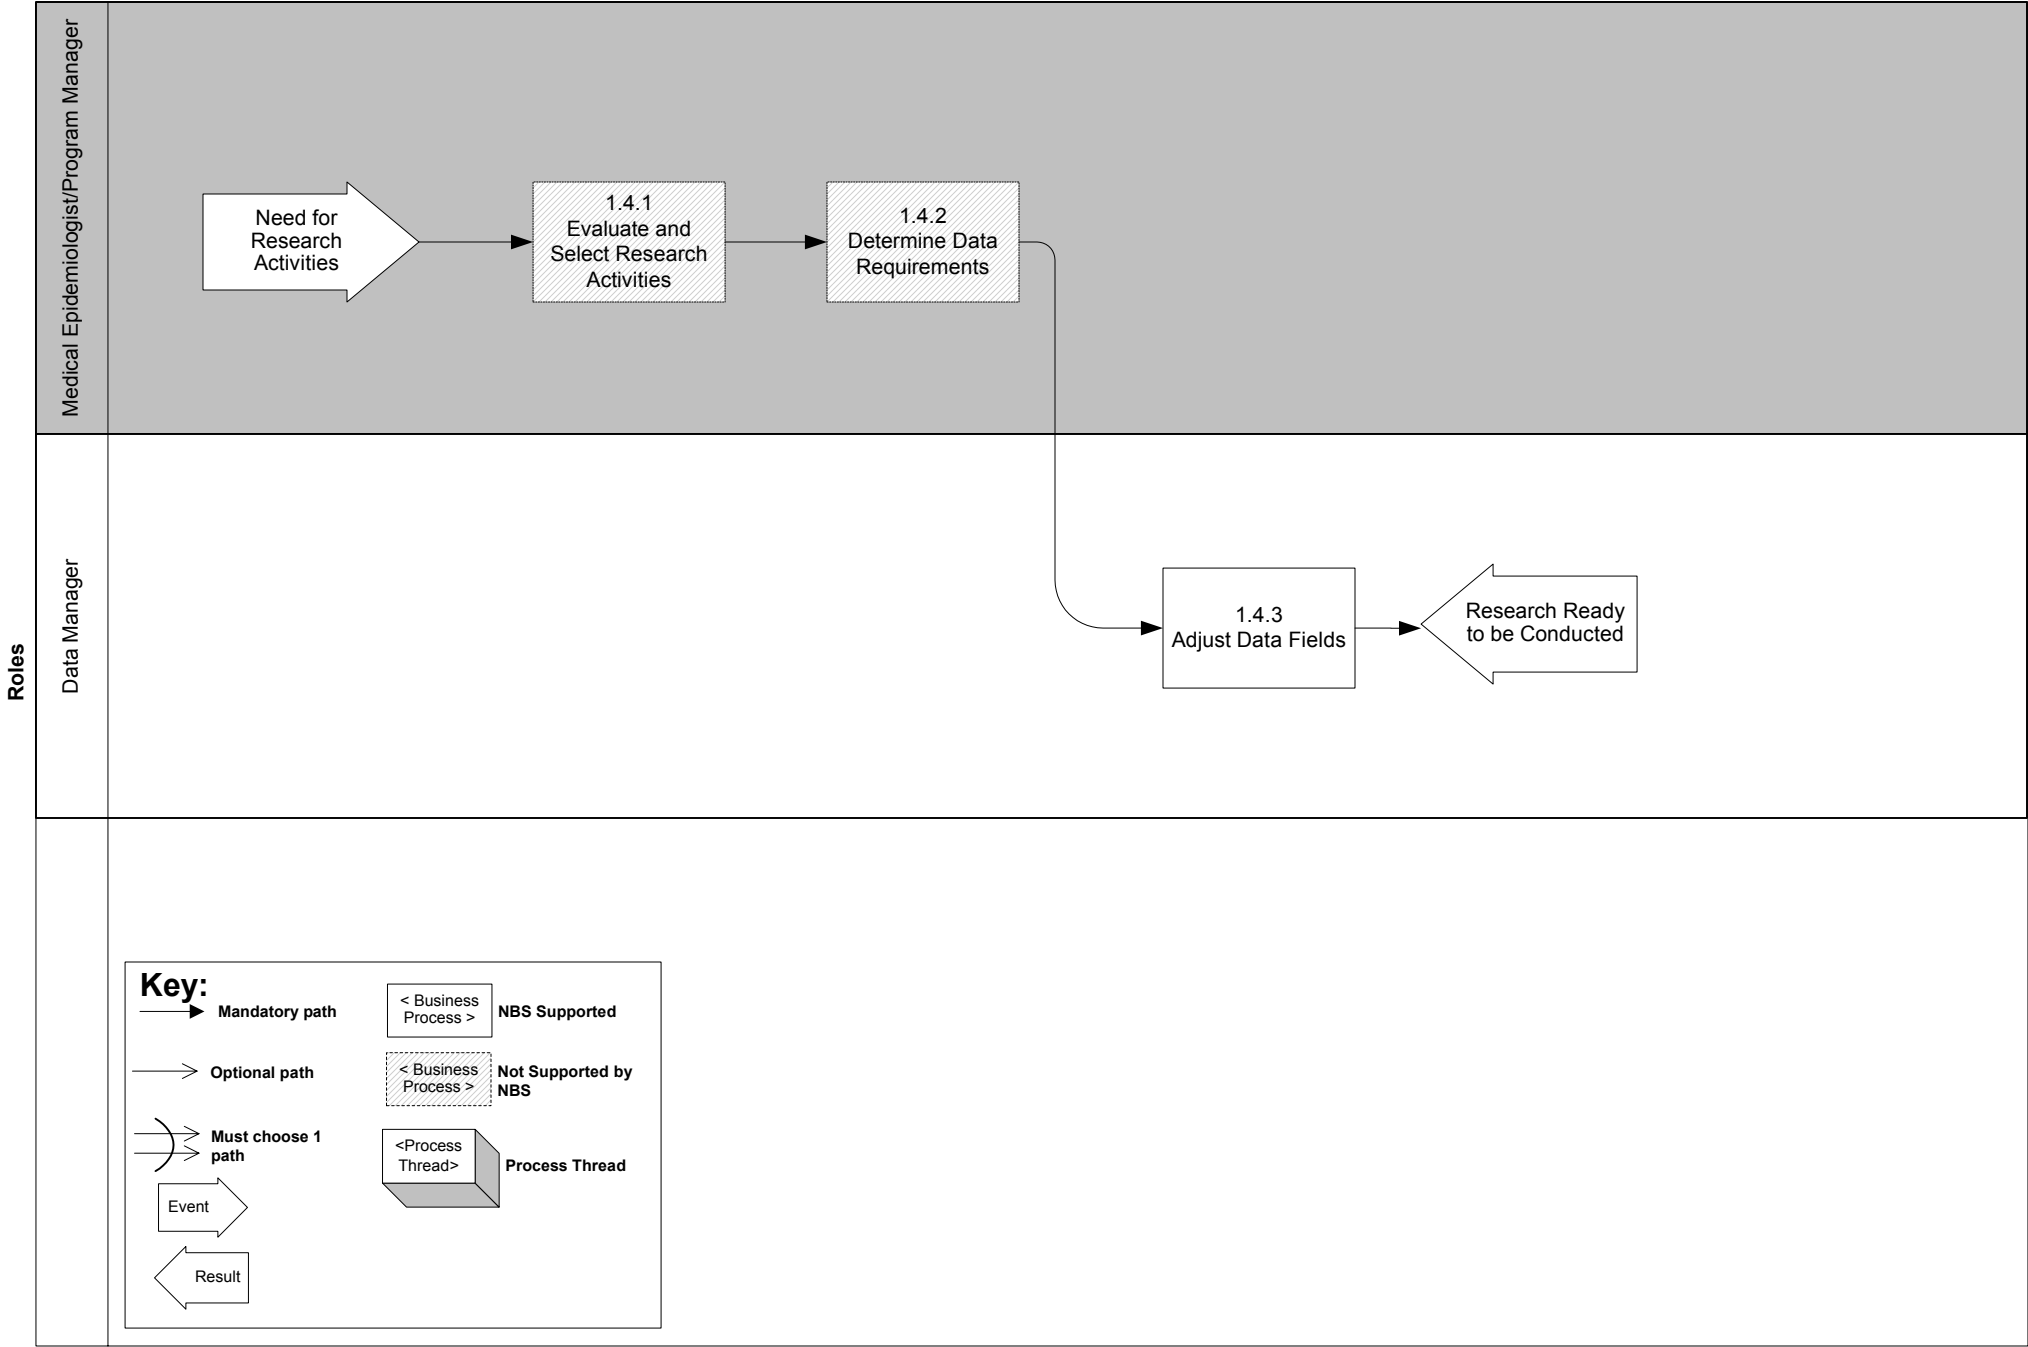 Roles
Medical Epidemiologist/Program Manager
Need for
Research
Activities
1.4.1
Evaluate and
Select Research
Activities
1.4.2
Determine Data
Requirements
Data Manager
1.4.3
Adjust Data Fields
Research Ready
to be Conducted
Key:
Mandatory path
Optional path
Must choose 1
path
Event
Result
< Business
Process >
NBS Supported
< Business
Process >
Not Supported by
NBS
<Process
Thread>
Process Thread